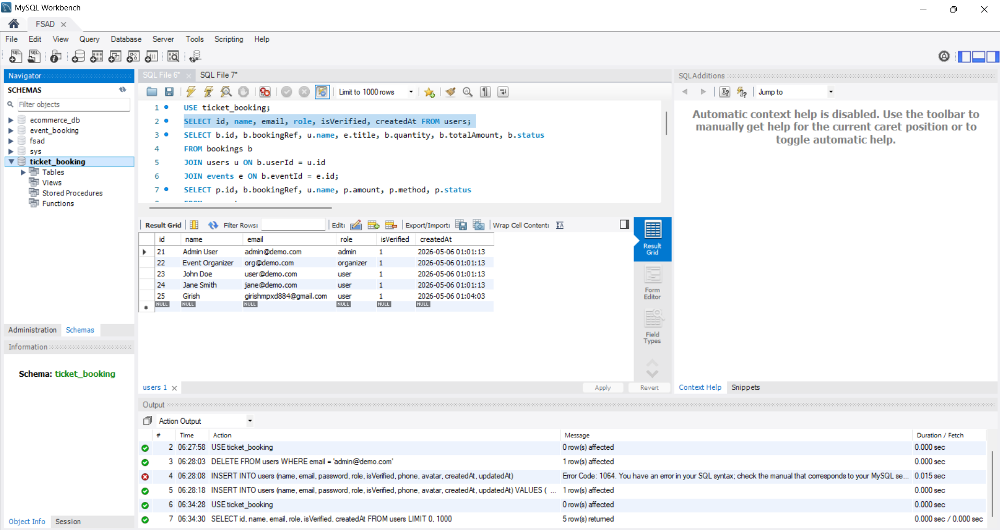 MySQL Workbench
FSAD
File Edit View Query Database Server Tools Scripting Help
Navigator
SCHEMAS
Filter objects
ecommerce_db
event_booking
fsad
sys
ticket_booking
Tables
Views
Stored Procedures
Functions
Administration Schemas
Information
Schema: ticket_booking
Object Info Session
SQL File 6* SQL File 7*
Limit to 1000 rows
1 USE ticket_booking;
2 SELECT id, name, email, role, isVerified, createdAt FROM users;
3 SELECT b.id, b.bookingRef, u.name, e.title, b.quantity, b.totalAmount, b.status
4 FROM bookings b
5 JOIN users u ON b.userId = u.id
6 JOIN events e ON b.eventId = e.id;
7 SELECT p.id, b.bookingRef, u.name, p.amount, p.method, p.status
Result Grid Filter Rows: Edit: Export/Import: Wrap Cell Content:
id name email role isVerified createdAt
21 Admin User admin@demo.com admin 1 2026-05-06 01:01:13
22 Event Organizer org@demo.com organizer 1 2026-05-06 01:01:13
23 John Doe user@demo.com user 1 2026-05-06 01:01:13
24 Jane Smith jane@demo.com user 1 2026-05-06 01:01:13
25 Girish girishmpxd884@gmail.com user 1 2026-05-06 01:04:03
NULL NULL NULL NULL NULL NULL
Result
Grid
Form
Editor
Field
Types
users 1 Apply Revert
SQLAdditions
Jump to
Automatic context help is disabled. Use the toolbar to
manually get help for the current caret position or to
toggle automatic help.
Context Help Snippets
Output
Action Output
# Time Action Message Duration / Fetch
2 06:27:58 USE ticket_booking 0 row(s) affected 0.000 sec
3 06:28:03 DELETE FROM users WHERE email = 'admin@demo.com' 1 row(s) affected 0.000 sec
4 06:28:08 INSERT INTO users (name, email, password, role, isVerified, phone, avatar, createdAt, updatedAt) Error Code: 1064. You have an error in your SQL syntax; check the manual that corresponds to your MySQL se... 0.015 sec
5 06:28:18 INSERT INTO users (name, email, password, role, isVerified, phone, avatar, createdAt, updatedAt) VALUES ( ... 1 row(s) affected 0.000 sec
6 06:34:28 USE ticket_booking 0 row(s) affected 0.000 sec
7 06:34:30 SELECT id, name, email, role, isVerified, createdAt FROM users LIMIT 0, 1000 5 row(s) returned 0.000 sec / 0.000 sec